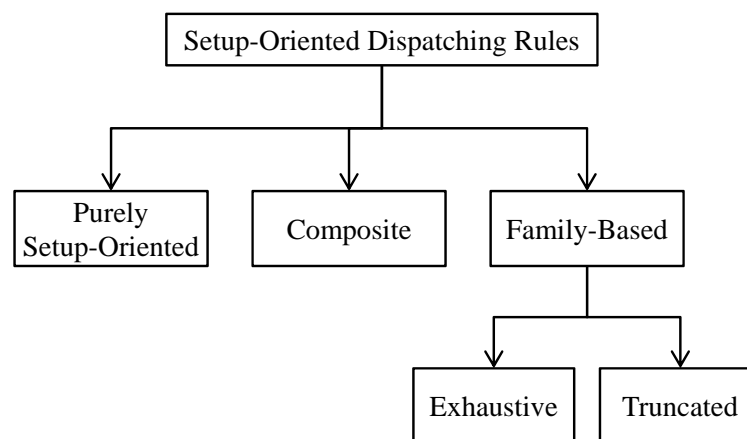 Setup-Oriented Dispatching Rules
Purely
Setup-Oriented
Composite
Family-Based
Exhaustive
Truncated